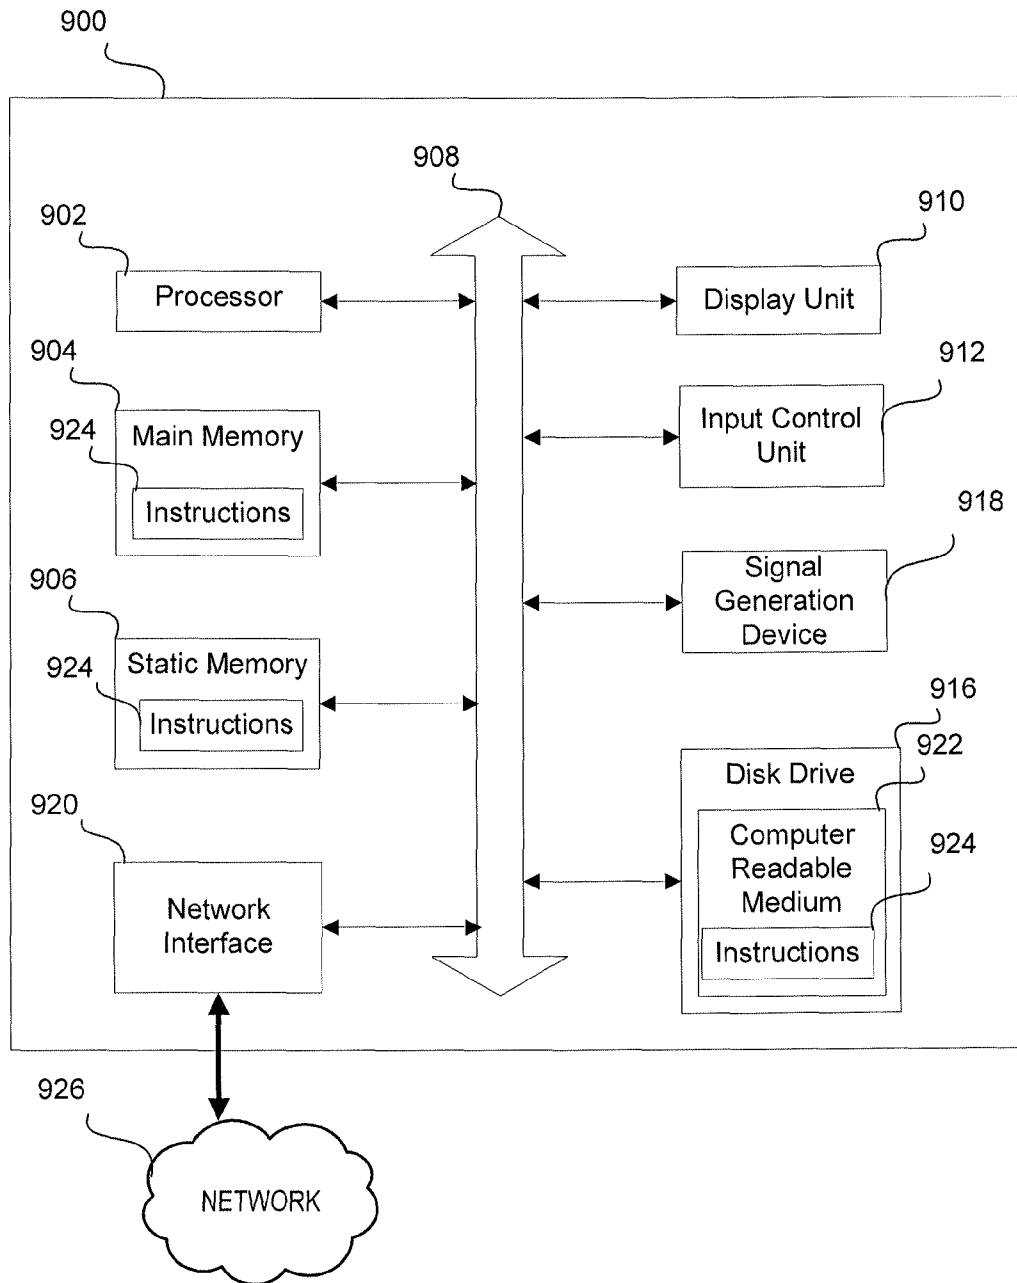 900
908
902
Processor
910
Display Unit
904
924
Main Memory
Instructions
912
Input Control
Unit
918
Signal
Generation
Device
906
924
Static Memory
Instructions
916
922
924
Disk Drive
Computer
Readable
Medium
Instructions
920
Network
Interface
926
NETWORK